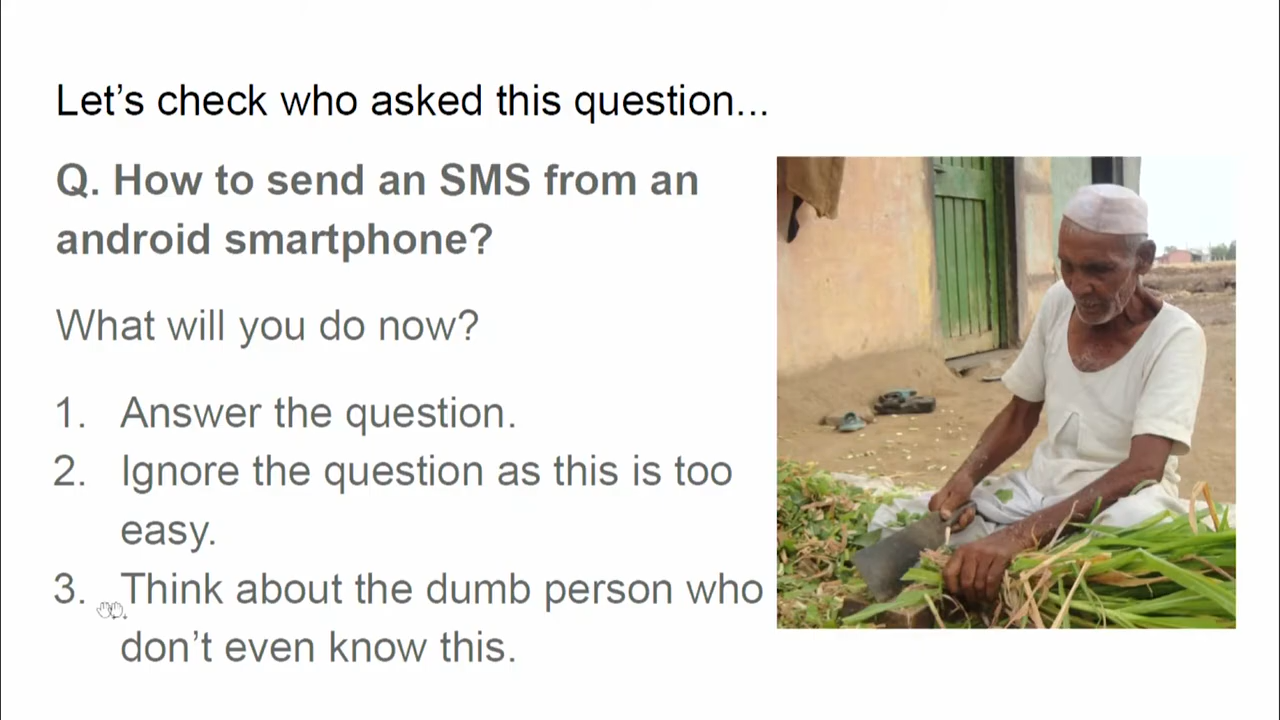 Let's check who asked this question...
Q. How to send an SMS from an
android smartphone?
What will you do now?
1. Answer the question.
2. Ignore the question as this is too
easy.
3. Think about the dumb person who
don't even know this.